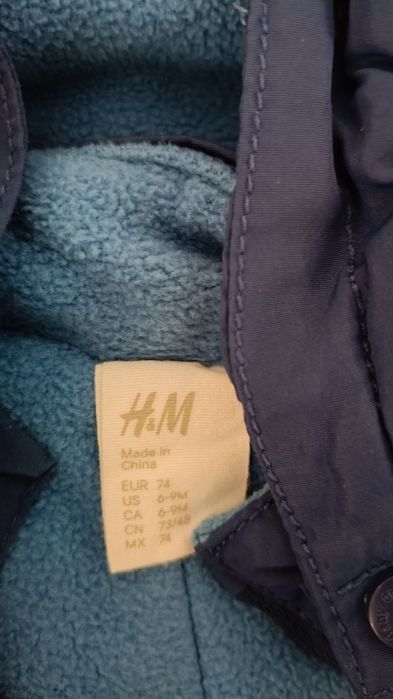 H&M
Made in
China
EUR 74
US 6-9M
CA 6-9M
CN 73/48
MX 74